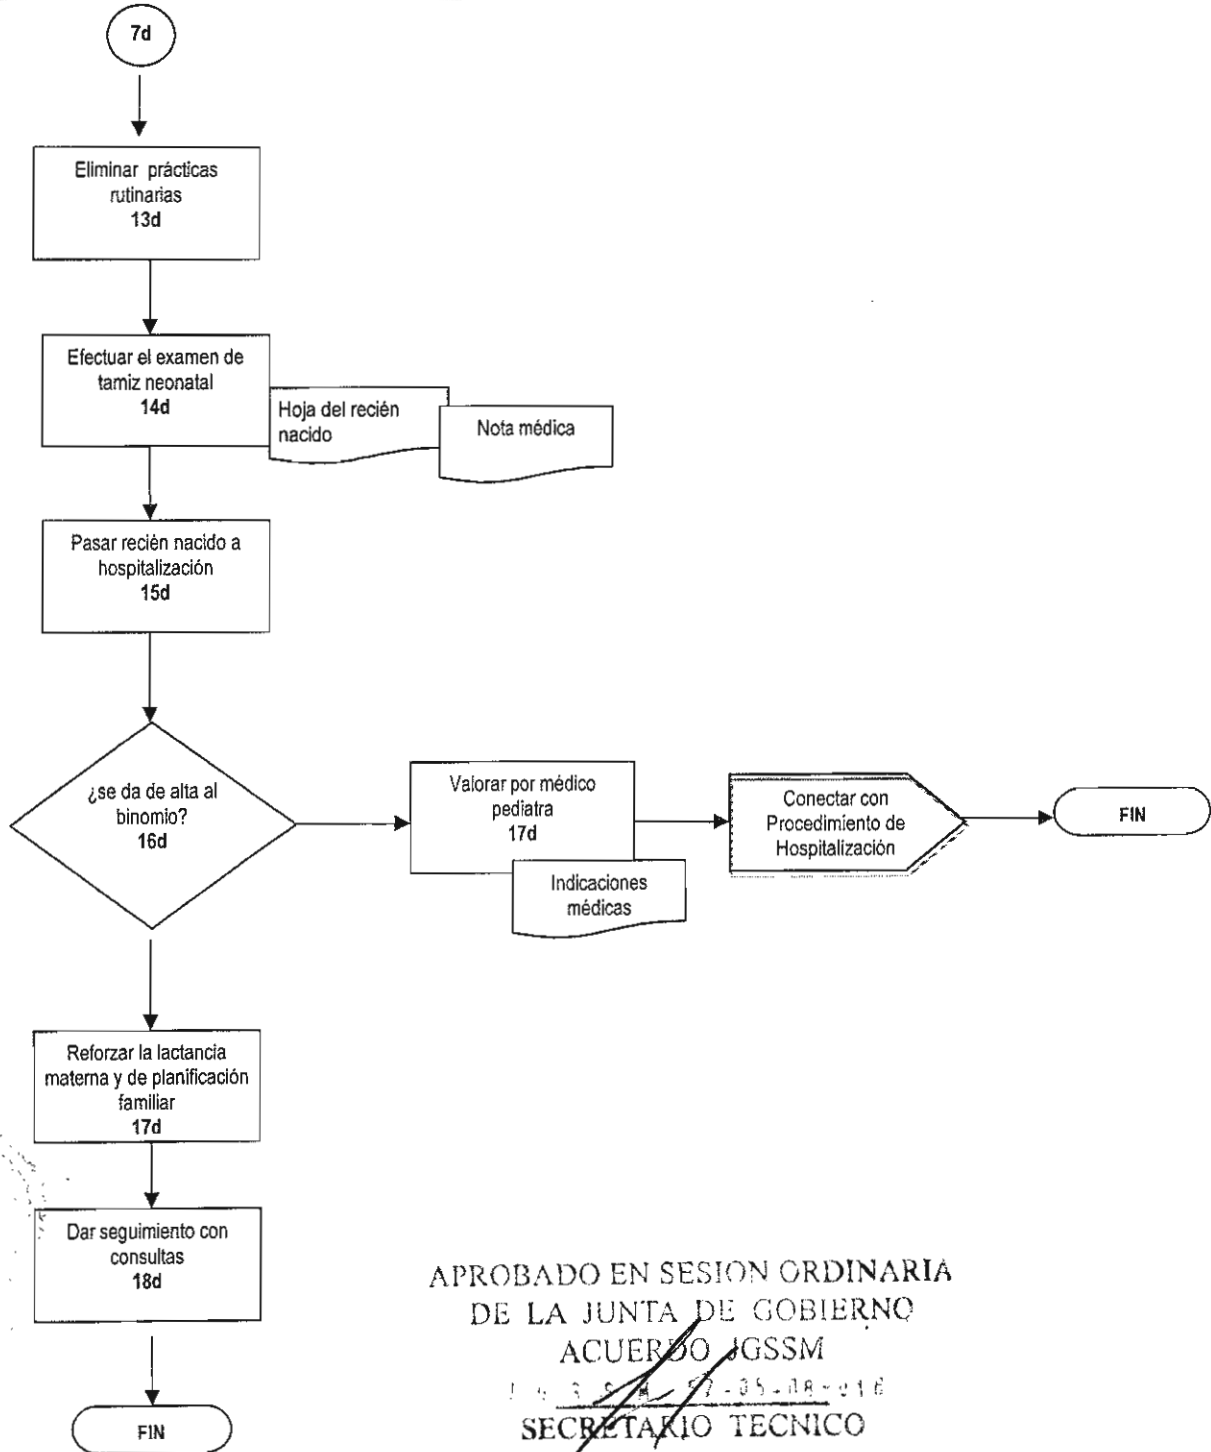 7d
Eliminar prácticas
rutinarias
13d
Efectuar el examen de
tamiz neonatal
14d
Hoja del recién
nacido
Nota médica
Pasar recién nacido a
hospitalización
15d
¿se da de alta al
binomio?
16d
Valorar por médico
pediatra
17d
Indicaciones
médicas
Conectar con
Procedimiento de
Hospitalización
FIN
Reforzar la lactancia
materna y de planificación
familiar
17d
Dar seguimiento con
consultas
18d
FIN
APROBADO EN SESION ORDINARIA
DE LA JUNTA DE GOBIERNO
ACUERDO JGSSM
SECRETARIO TECNICO